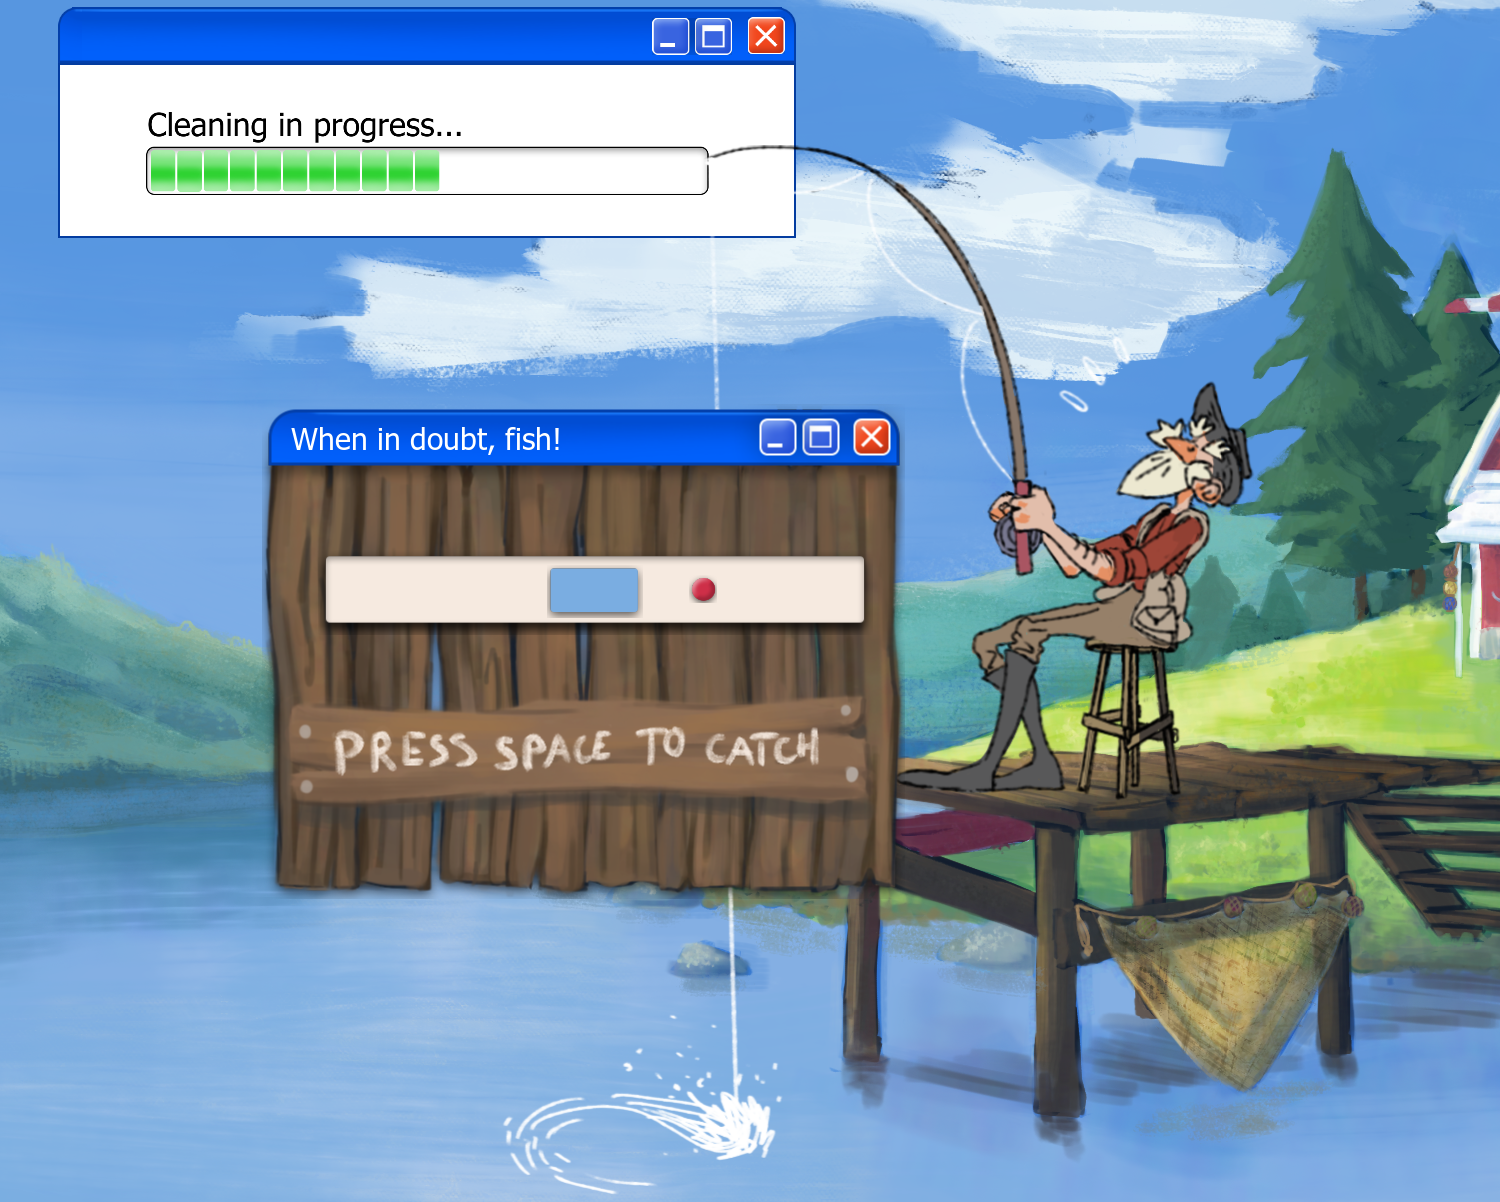 Cleaning in progress...
When in doubt, fish!
PRESS SPACE TO CATCH